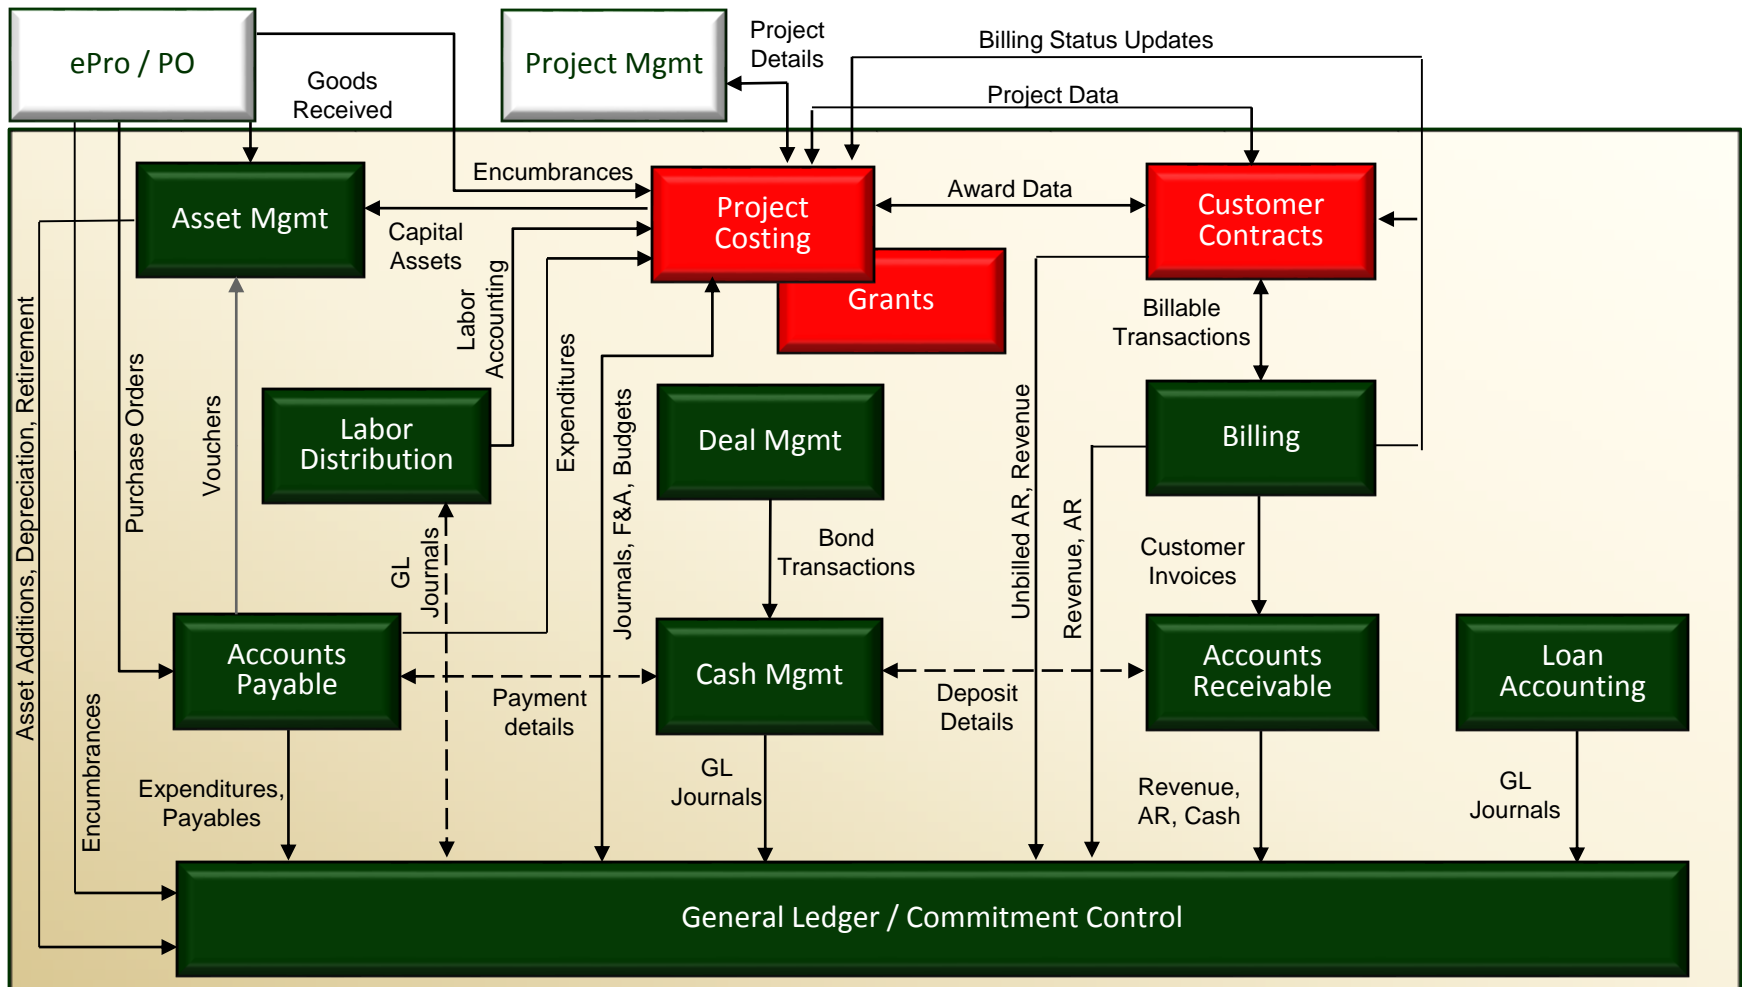 ePro / PO
Project Mgmt
Project
Details
Billing Status Updates
Goods
Received
Project Data
Encumbrances
Asset Mgmt
Project
Costing
Award Data
Customer
Contracts
Capital
Assets
Grants
Labor
Accounting
Billable
Transactions
Asset Additions, Depreciation, Retirement
Purchase Orders
Vouchers
Labor
Distribution
Expenditures
Journals, F&A, Budgets
Deal Mgmt
Unbilled AR, Revenue
Revenue, AR
Billing
GL
Journals
Bond
Transactions
Customer
Invoices
Encumbrances
Accounts
Payable
Payment
details
Cash Mgmt
Deposit
Details
Accounts
Receivable
Loan
Accounting
Expenditures,
Payables
GL
Journals
Revenue,
AR, Cash
GL
Journals
General Ledger / Commitment Control